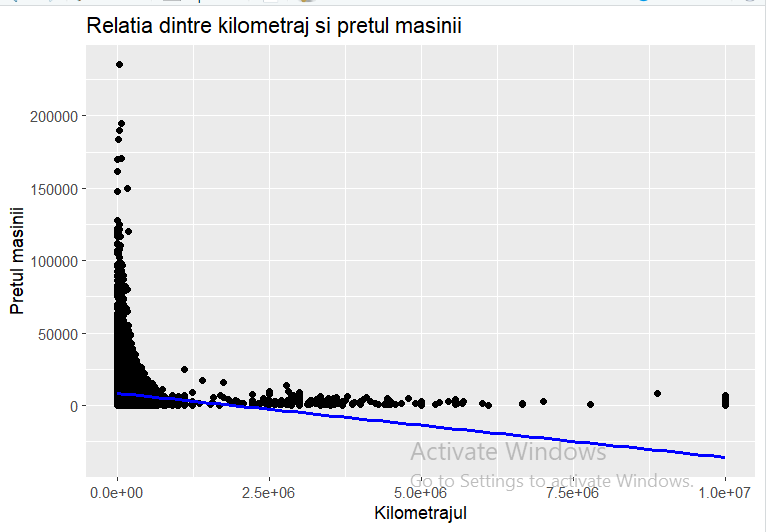 Relatia dintre kilometraj si pretul masinii
Pretul masinii
200000
150000
100000
50000
0
0.0e+00 2.5e+06 5.0e+06 7.5e+06 1.0e+07
Kilometrajul
Activate Windows
Go to Settings to activate Windows.